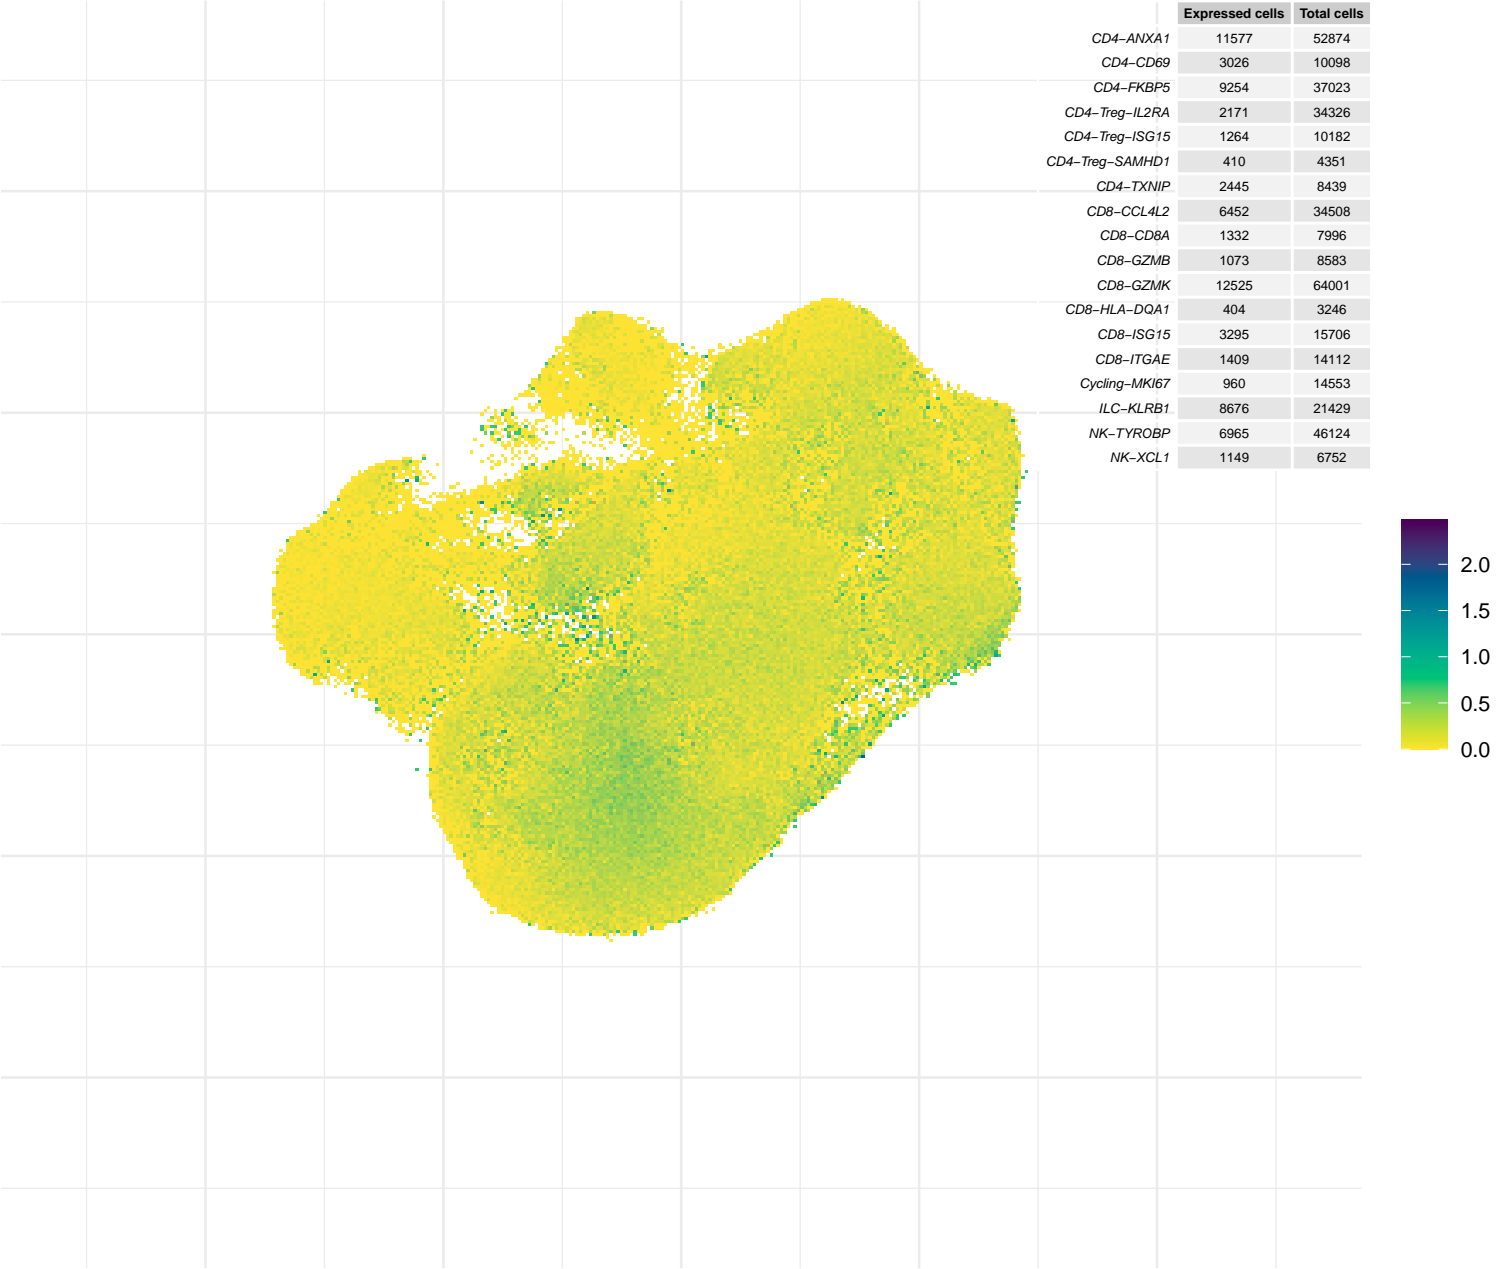 Expressed cells Total cells
CD4−ANXA1 11577 52874
CD4−CD69 3026 10098
CD4−FKBP5 9254 37023
CD4−Treg−IL2RA 2171 34326
CD4−Treg−ISG15 1264 10182
CD4−Treg−SAMHD1 410 4351
CD4−TXNIP 2445 8439
CD8−CCL4L2 6452 34508
CD8−CD8A 1332 7996
CD8−GZMB 1073 8583
CD8−GZMK 12525 64001
CD8−HLA−DQA1 404 3246
CD8−ISG15 3295 15706
CD8−ITGAE 1409 14112
Cycling−MKI67 960 14553
ILC−KLRB1 8676 21429
NK−TYROBP 6965 46124
NK−XCL1 1149 6752
2.0
1.5
1.0
0.5
0.0